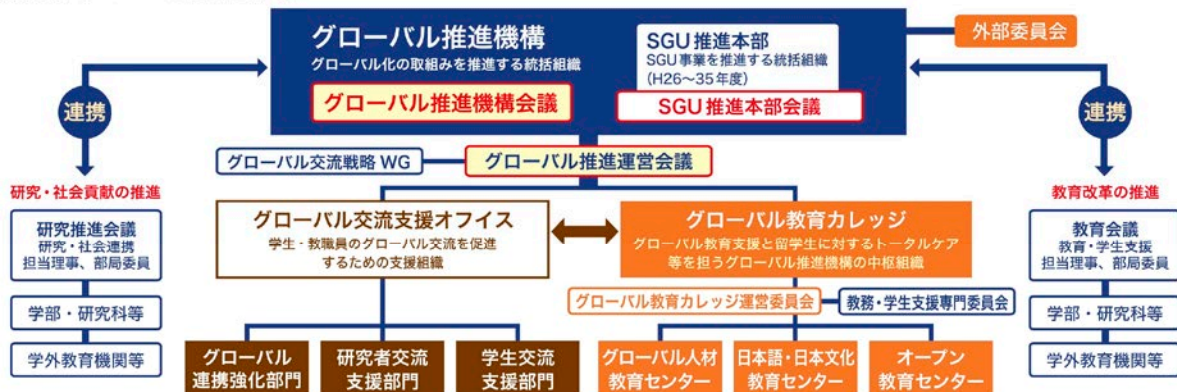 グローバル推進機構
グローバル化の取組みを推進する統括組織
グローバル推進機構会議
SGU推進本部
SGU事業を推進する統括組織
(H26～35年度)
SGU推進本部会議
外部委員会
連携
連携
グローバル交流戦略 WG
グローバル推進運営会議
研究・社会貢献の推進
研究推進会議
研究・社会連携
担当理事、部局委員
学部・研究科等
学外教育機関等
グローバル交流支援オフィス
学生・教職員のグローバル交流を促進
するための支援組織
グローバル教育カレッジ
グローバル教育支援と留学生に対するトータルケア
等を担うグローバル推進機構の中枢組織
グローバル教育カレッジ運営委員会
教務・学生支援専門委員会
グローバル
連携強化部門
研究者交流
支援部門
学生交流
支援部門
グローバル人材
教育センター
日本語・日本文化
教育センター
オープン
教育センター
教育改革の推進
教育会議
教育・学生支援
担当理事、部局委員
学部・研究科等
学外教育機関等